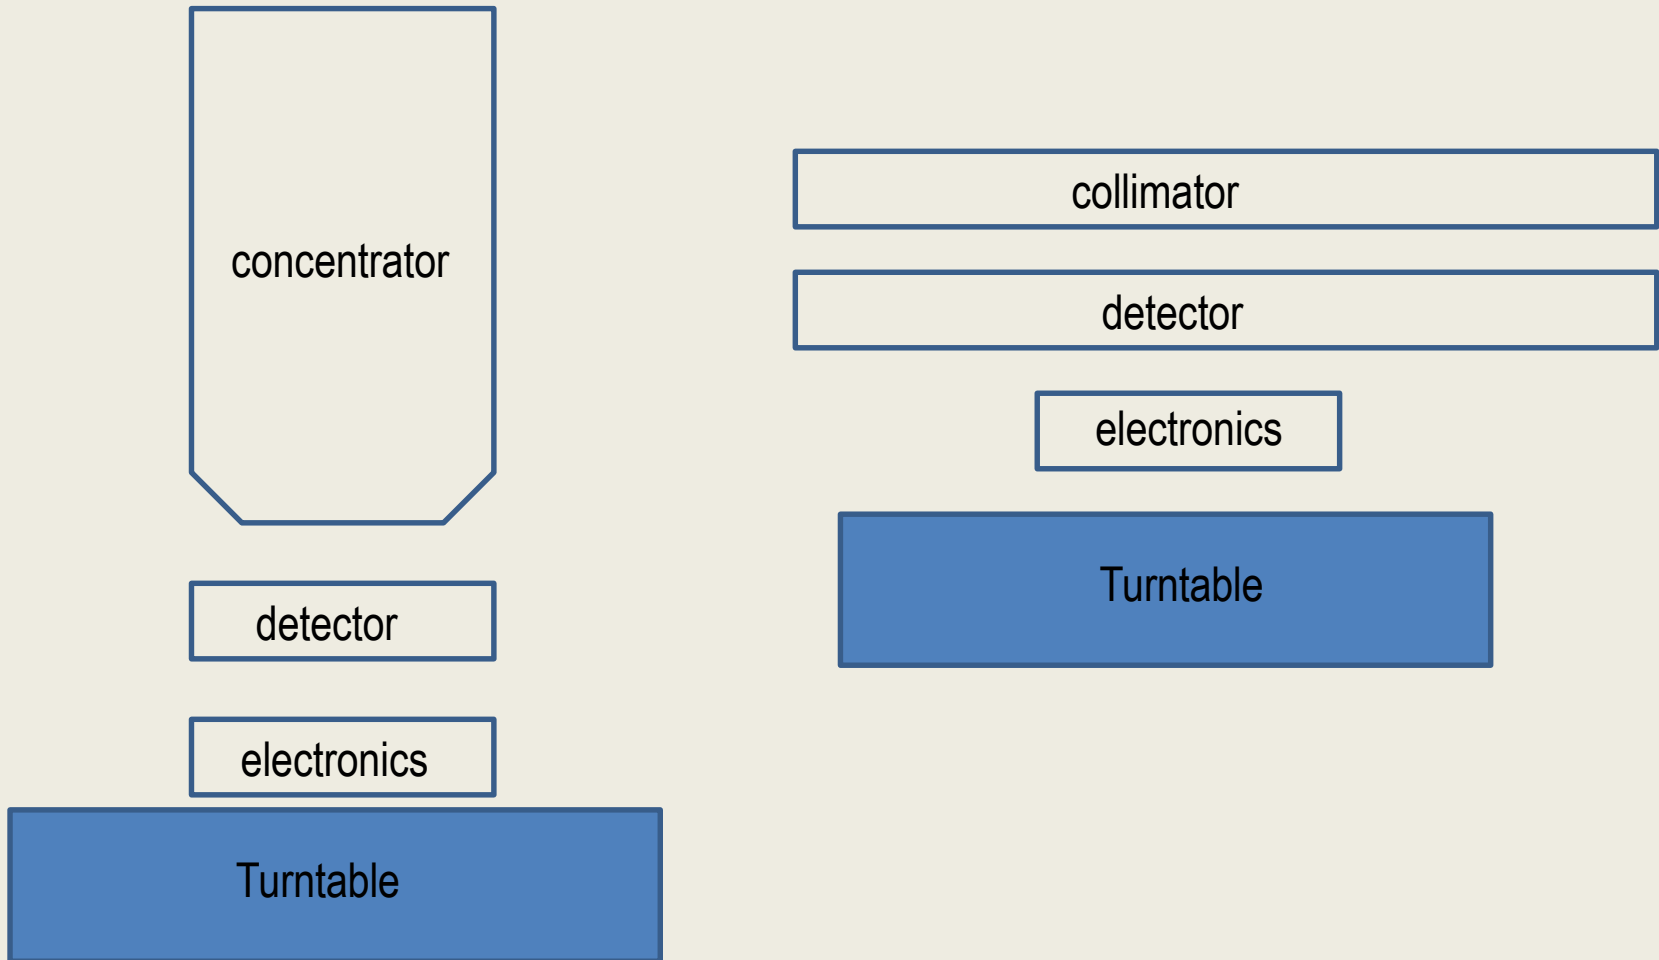 concentrator
detector
electronics
Turntable
collimator
detector
electronics
Turntable